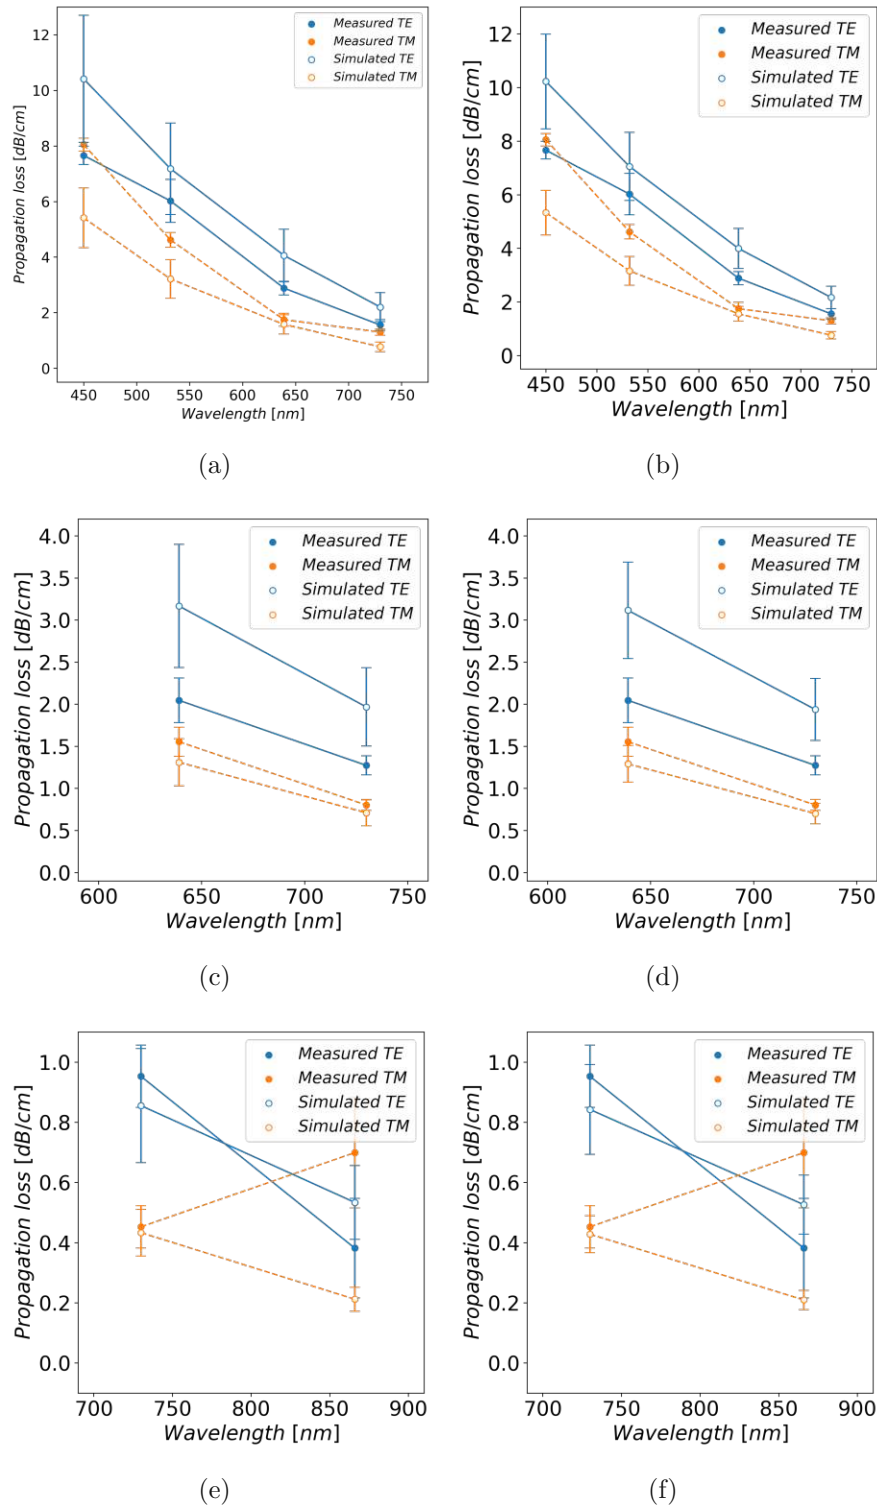 12
10
8
6
4
2
0
Propagation loss [dB/cm]
Measured TE
Measured TM
Simulated TE
Simulated TM
450 500 550 600 650 700 750
Wavelength [nm]
(a)
12
10
8
6
4
2
0
Propagation loss [dB/cm]
Measured TE
Measured TM
Simulated TE
Simulated TM
450 500 550 600 650 700 750
Wavelength [nm]
(b)
4.0
3.5
3.0
2.5
2.0
1.5
1.0
0.5
0.0
Propagation loss [dB/cm]
Measured TE
Measured TM
Simulated TE
Simulated TM
600 650 700 750
Wavelength [nm]
(c)
4.0
3.5
3.0
2.5
2.0
1.5
1.0
0.5
0.0
Propagation loss [dB/cm]
Measured TE
Measured TM
Simulated TE
Simulated TM
600 650 700 750
Wavelength [nm]
(d)
1.0
0.8
0.6
0.4
0.2
0.0
Propagation loss [dB/cm]
Measured TE
Measured TM
Simulated TE
Simulated TM
700 750 800 850 900
Wavelength [nm]
(e)
1.0
0.8
0.6
0.4
0.2
0.0
Propagation loss [dB/cm]
Measured TE
Measured TM
Simulated TE
Simulated TM
700 750 800 850 900
Wavelength [nm]
(f)